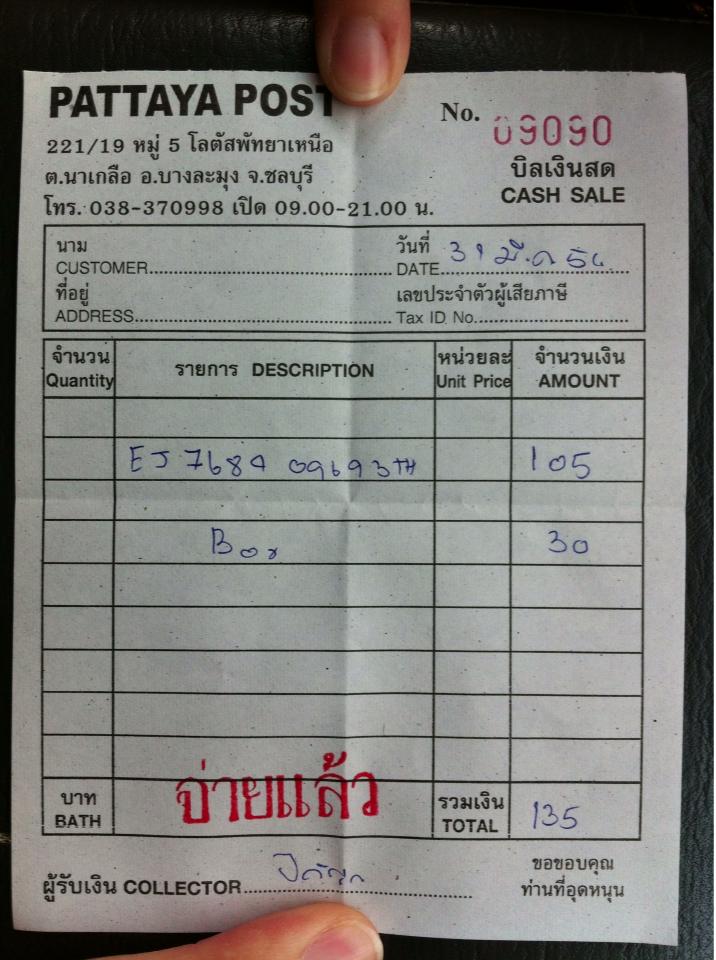 PATTAYA POST
No. 09090
221/19 หมู่ 5 โลตัสพัทยาเหนือ
ต.นาเกลือ อ.บางละมุง จ.ชลบุรี
โทร. 038-370998 เปิด 09.00-21.00 น.
บิลเงินสด
CASH SALE
นาม
CUSTOMER
วันที่
DATE 31 มี.ค 54
ที่อยู่
ADDRESS
เลขประจำตัวผู้เสียภาษี
Tax ID No.
จำนวน รายการ DESCRIPTION หน่วยละ จำนวนเงิน
Quantity Unit Price AMOUNT
EJ 7684 09693TH 105
Box 30
จ่ายแล้ว
บาท รวมเงิน
BATH TOTAL 135
ผู้รับเงิน COLLECTOR
ขอขอบคุณ
ท่านที่อุดหนุน